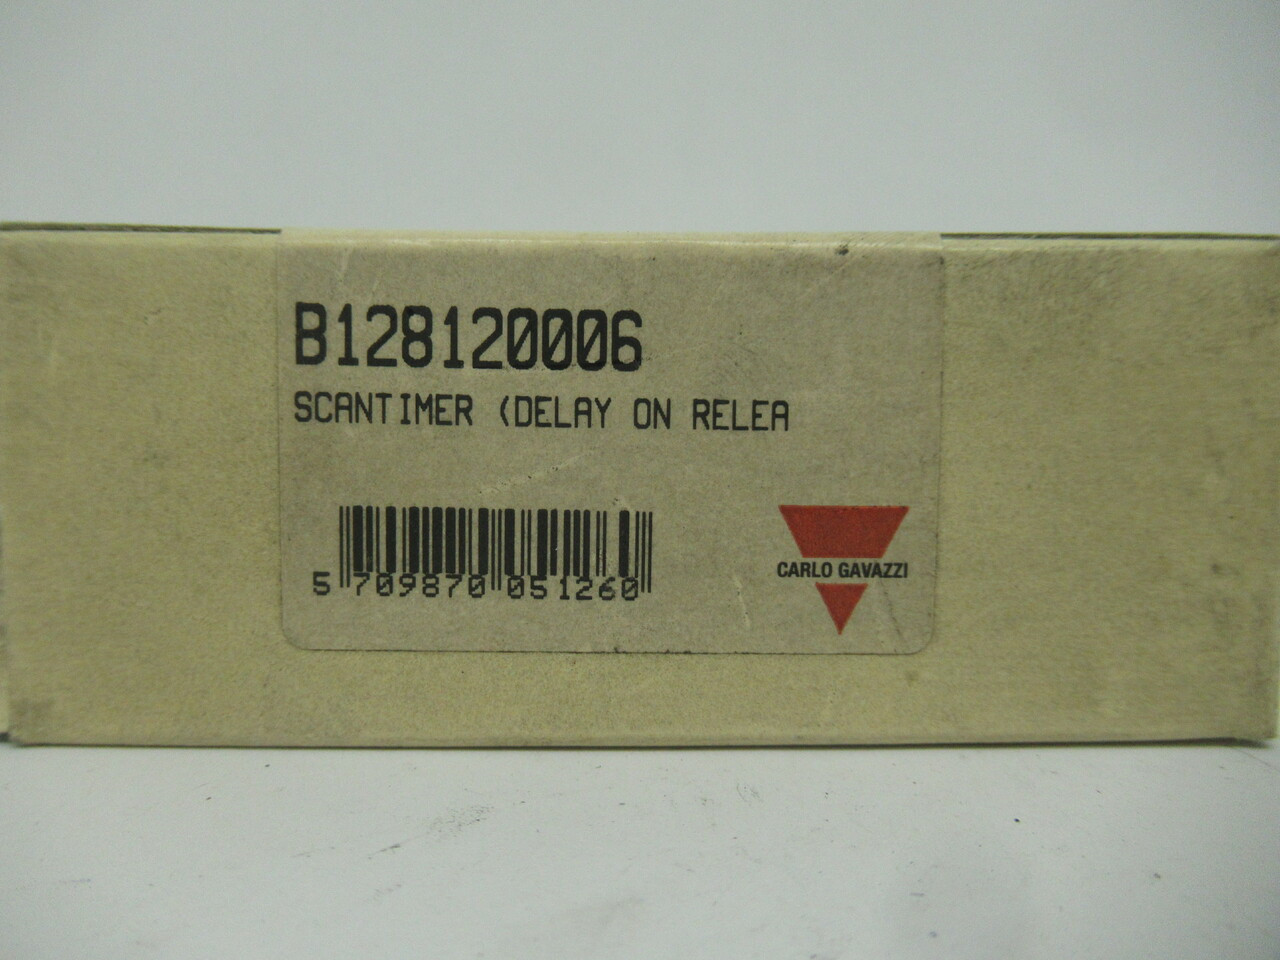 B128120006
SCANTIMER (DELAY ON RELEA
5 709870 051260
CARLO GAVAZZI